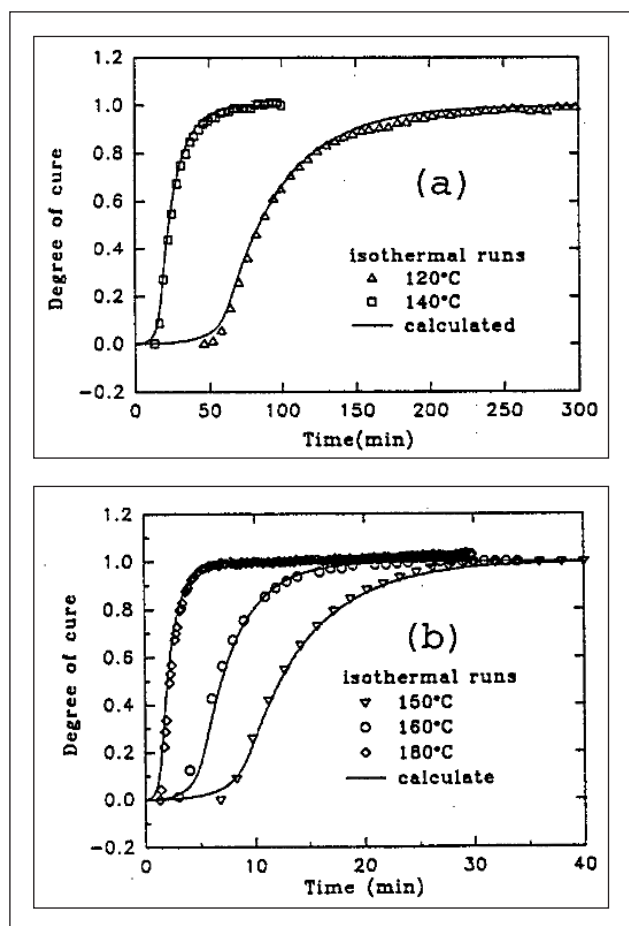 1.2
1.0
0.8
0.6
0.4
0.2
0.0
−0.2
Degree of cure
(a)
isothermal runs
120°C
140°C
calculated
0 50 100 150 200 250 300
Time(min)
1.2
1.0
0.8
0.6
0.4
0.2
0.0
−0.2
Degree of cure
(b)
isothermal runs
150°C
160°C
180°C
calculate
0 10 20 30 40
Time (min)